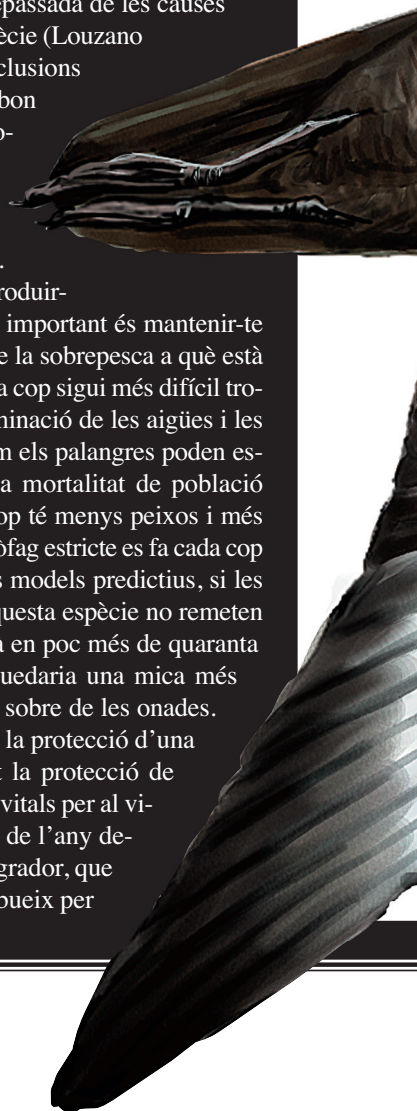 epassada de les causes
ècie (Louzano
clusions
bon
o-
.
roduir-
important és mantenir-te
e la sobrepesca a què està
a cop sigui més difícil tro-
minació de les aigües i les
m els palangres poden es-
a mortalitat de població
op té menys peixos i més
òfag estricte es fa cada cop
s models predictius, si les
questa espècie no remeten
à en poc més de quaranta
uedaria una mica més
sobre de les onades.
la protecció d’una
t la protecció de
vitals per al vi-
de l’any de-
grador, que
bueix per